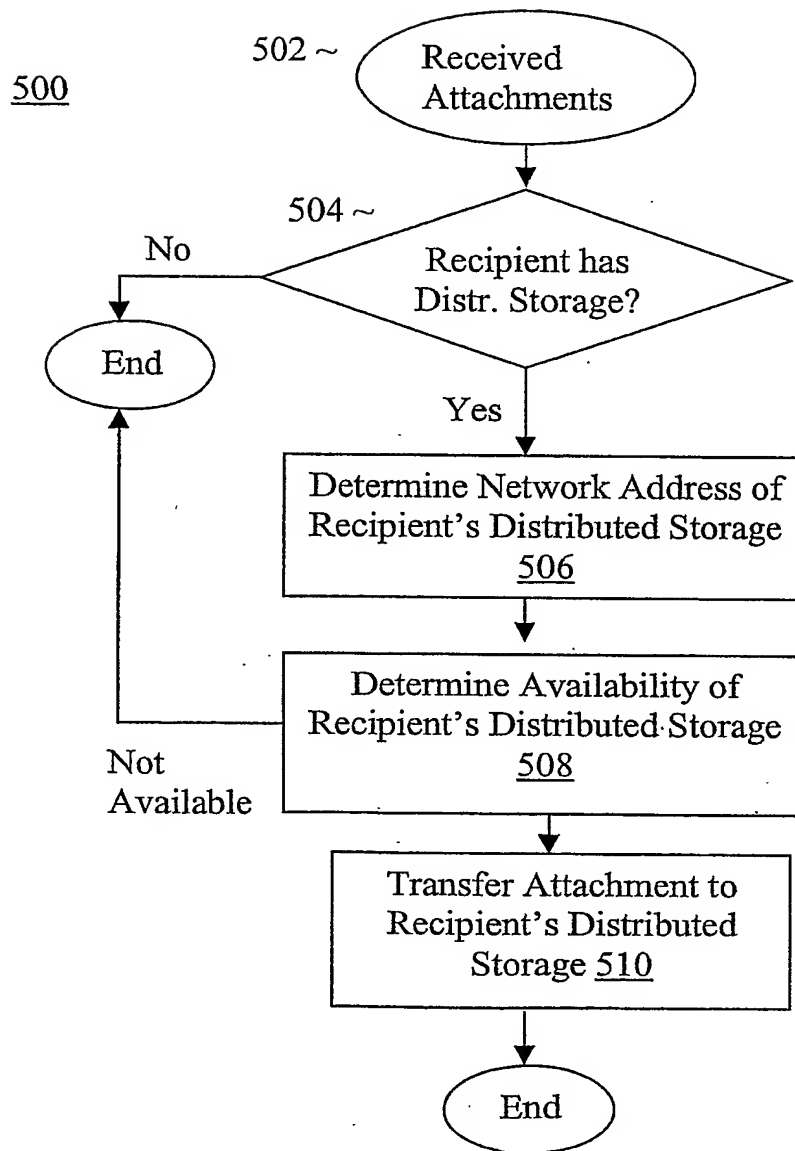 502 ~
Received
Attachments
500
504 ~
No
Recipient has
Distr. Storage?
End
Yes
Determine Network Address of
Recipient's Distributed Storage
506
Determine Availability of
Recipient's Distributed Storage
508
Not
Available
Transfer Attachment to
Recipient's Distributed
Storage 510
End